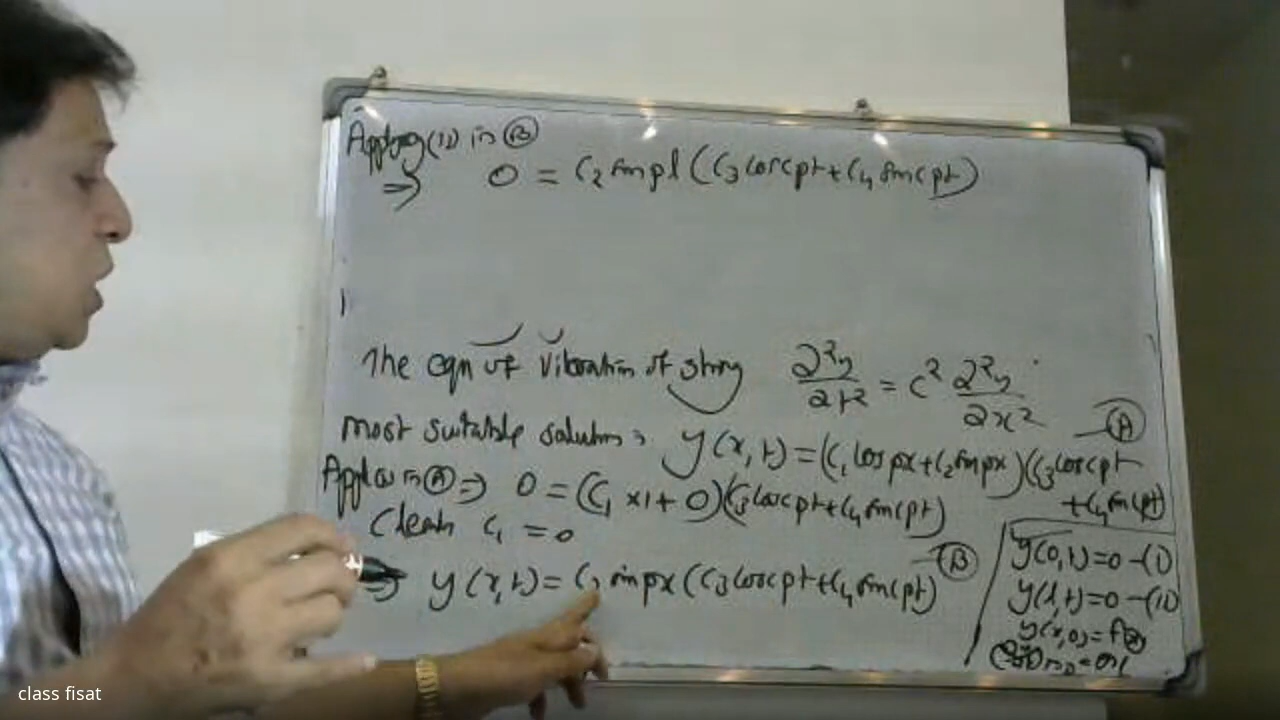 Applying (ii) in (B)
⇒ 0 = C₂ sin pl (C₃ cos cpt + C₄ sin cpt)
The eqn of vibration of string ∂²y/∂t² = c² ∂²y/∂x²
most suitable solution is y(x,t) = (C₁ cos px + C₂ sin px)(C₃ cos cpt + C₄ sin cpt) — (A)
Apply (i) in (A) ⇒ 0 = (C₁ × 1 + 0)(C₃ cos cpt + C₄ sin cpt)
Clearly C₁ = 0
⇒ y(x,t) = C₂ sin px (C₃ cos cpt + C₄ sin cpt) — (B)
y(0,t) = 0 — (i)
y(l,t) = 0 — (ii)
y(x,0) = f(x)
class fisat